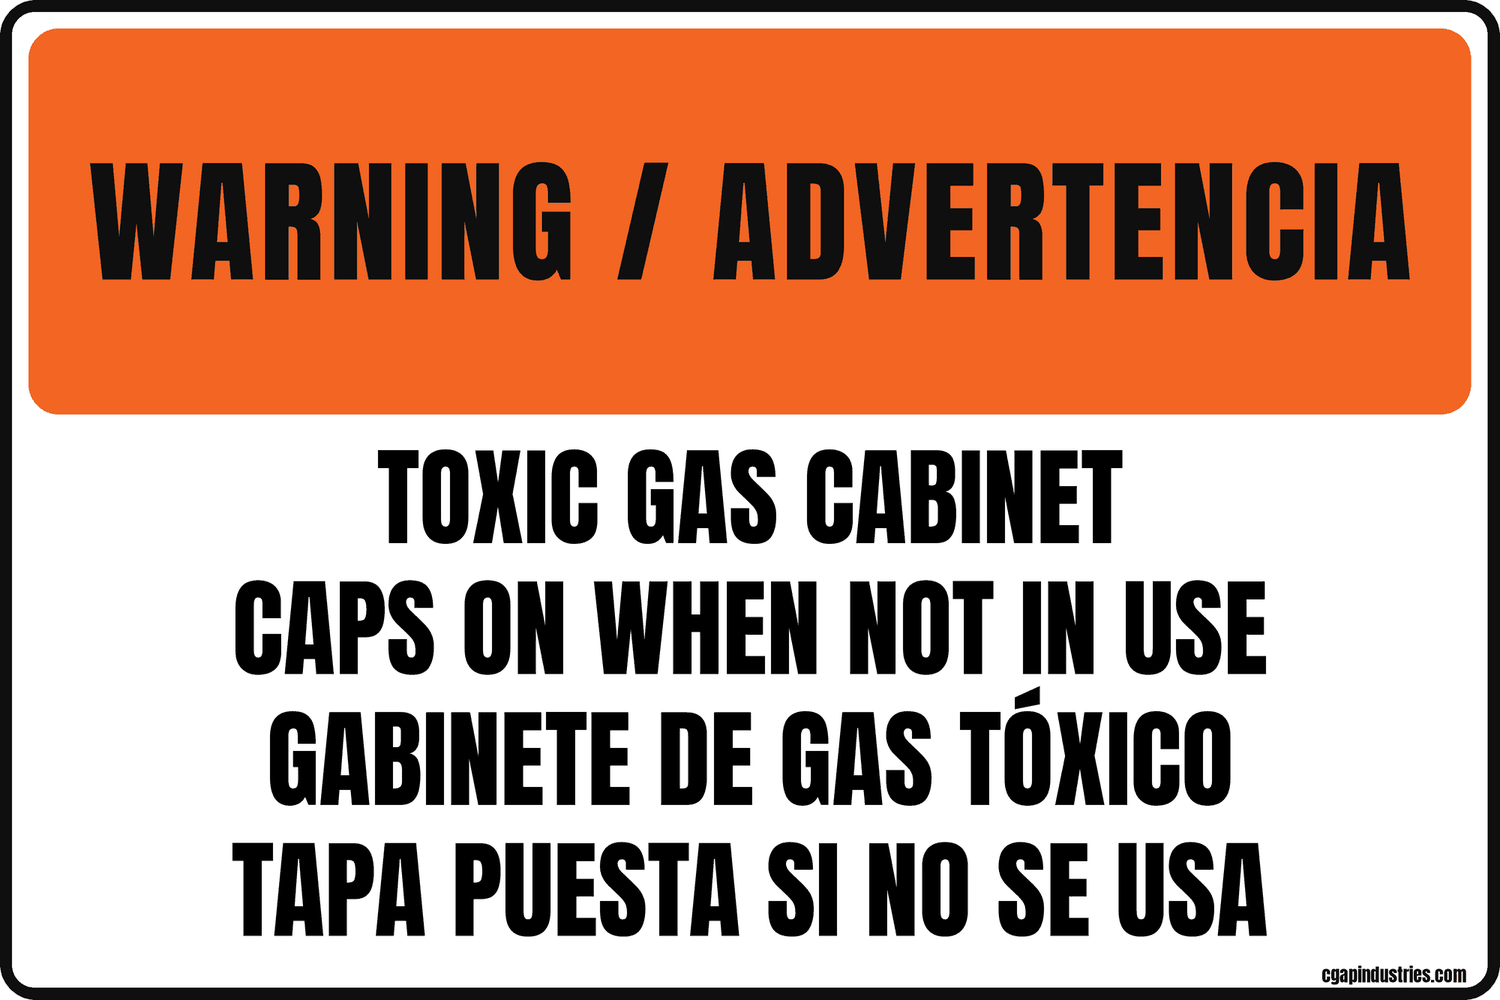 WARNING / ADVERTENCIA
TOXIC GAS CABINET
CAPS ON WHEN NOT IN USE
GABINETE DE GAS TÓXICO
TAPA PUESTA SI NO SE USA
cgapindustries.com